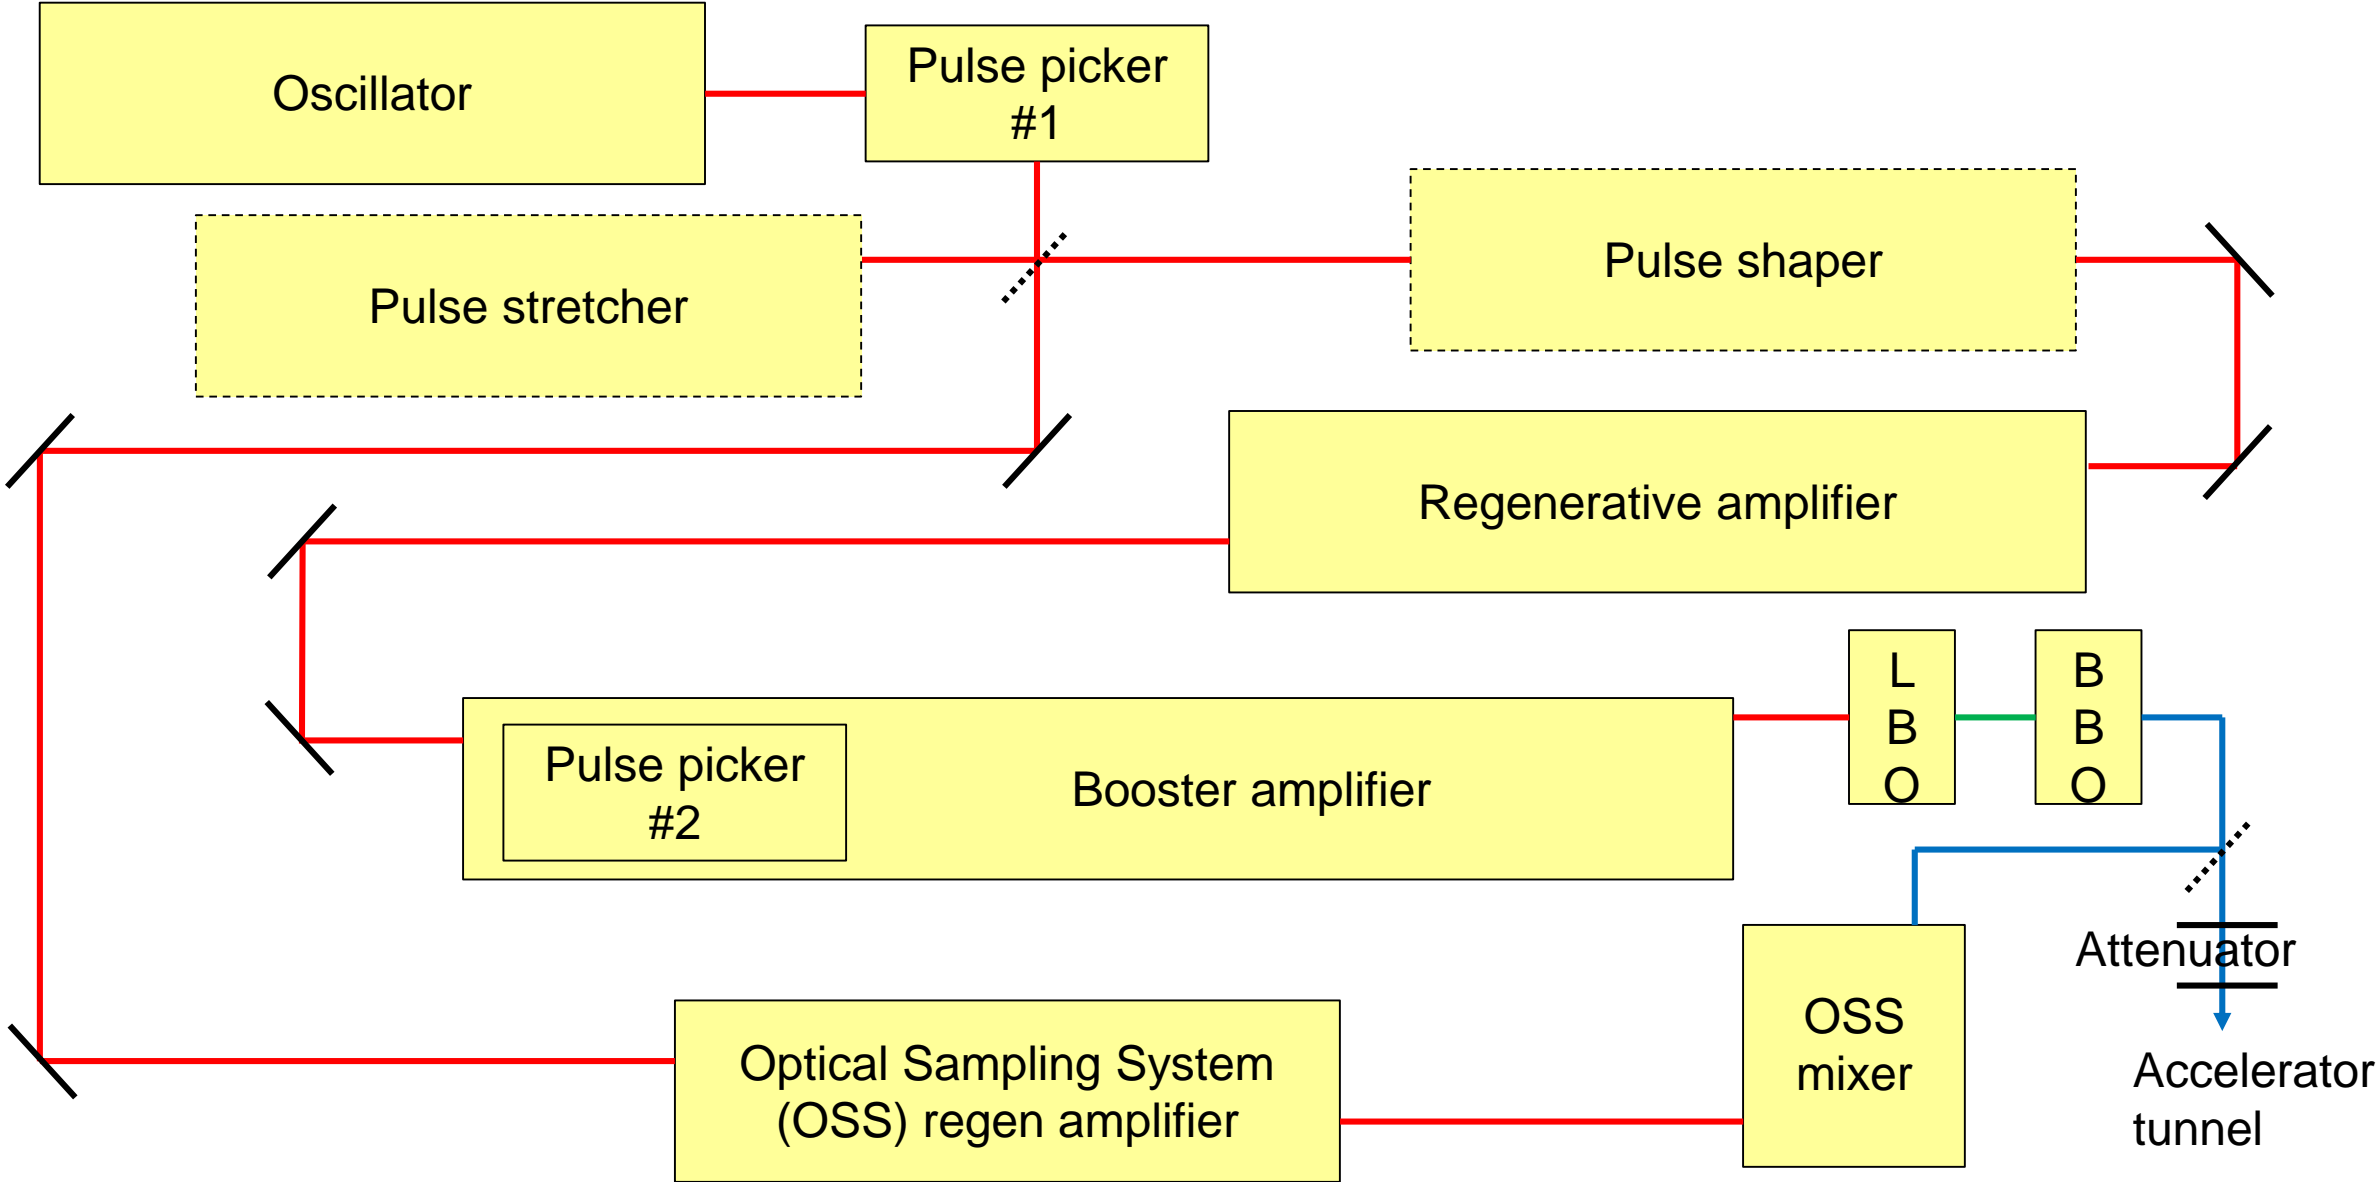 Oscillator
Pulse picker
#1
Pulse stretcher
Pulse shaper
Regenerative amplifier
L
B
O
B
B
O
Pulse picker
#2
Booster amplifier
Attenuator
OSS
mixer
Optical Sampling System
(OSS) regen amplifier
Accelerator
tunnel